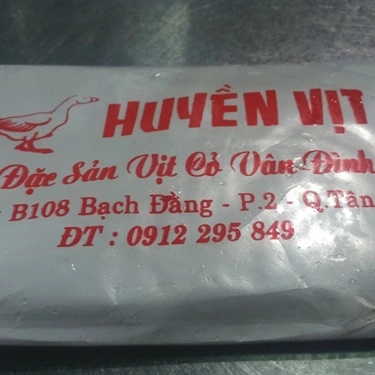 HUYỀN VỊT
Đặc Sản Vịt Cỏ Vân Đình
B108 Bạch Đằng - P.2 - Q.Tân
ĐT : 0912 295 849